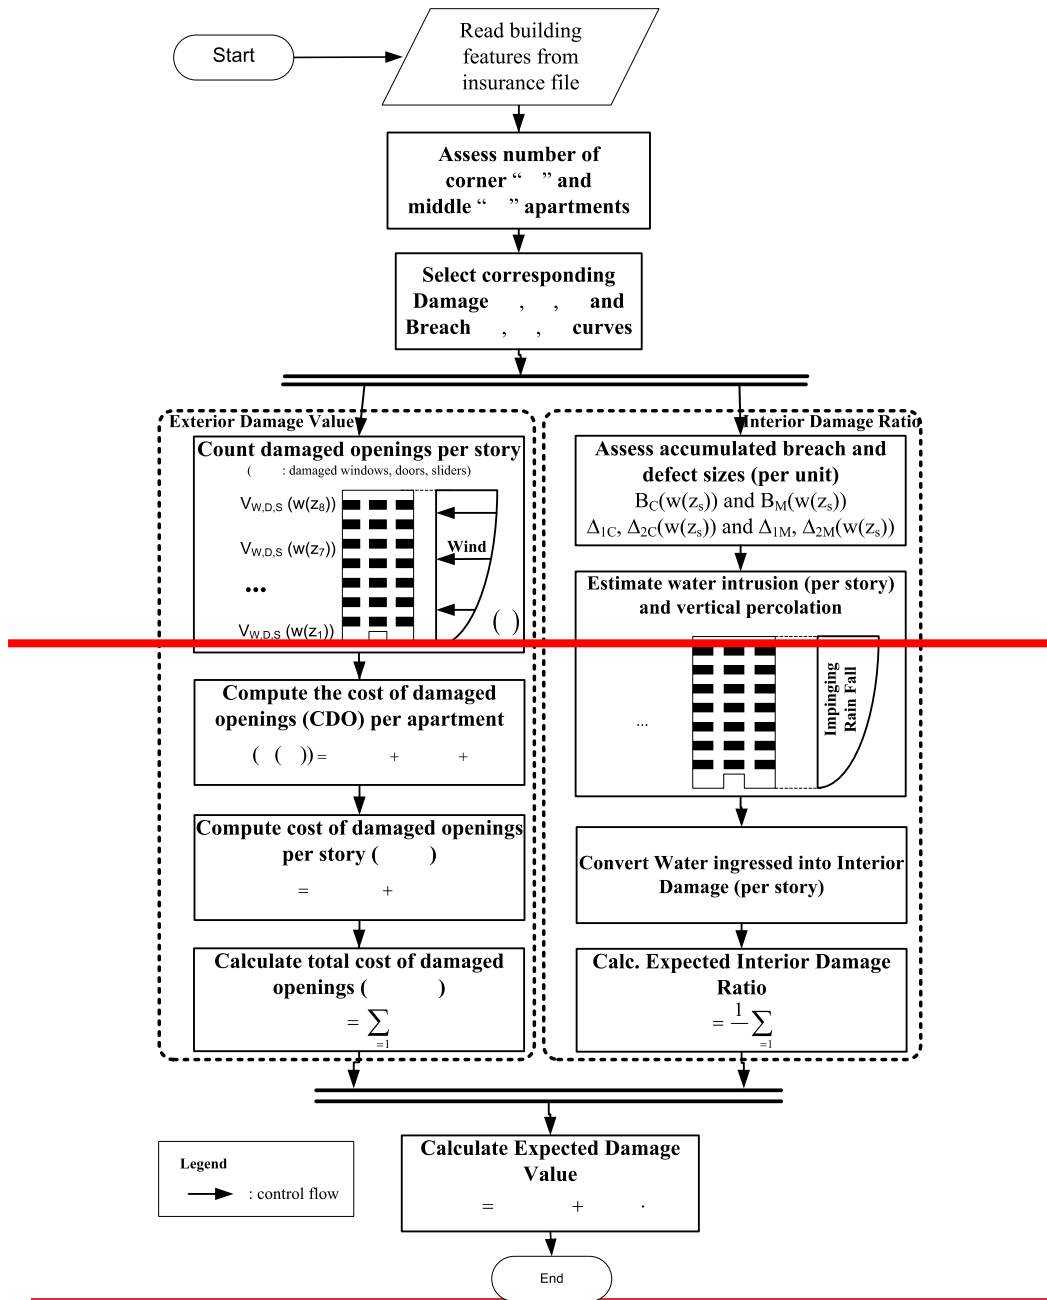 Start
Read building
features from
insurance file
Assess number of
corner “ ” and
middle “ ” apartments
Select corresponding
Damage , , and
Breach , , curves
Exterior Damage Value
Count damaged openings per story
( : damaged windows, doors, sliders)
V_W,D,S (w(z₈))
V_W,D,S (w(z₇))
...
V_W,D,S (w(z₁))
Wind
( )
Compute the cost of damaged
openings (CDO) per apartment
( ( )) = + +
Compute cost of damaged openings
per story ( )
= +
Calculate total cost of damaged
openings ( )
= ∑
=1
Interior Damage Ratio
Assess accumulated breach and
defect sizes (per unit)
B_C(w(z_s)) and B_M(w(z_s))
Δ_1C, Δ_2C(w(z_s)) and Δ_1M, Δ_2M(w(z_s))
Estimate water intrusion (per story)
and vertical percolation
...
Impinging
Rain Fall
Convert Water ingressed into Interior
Damage (per story)
Calc. Expected Interior Damage
Ratio
= 1 ∑
=1
Calculate Expected Damage
Value
= + ·
End
Legend
: control flow